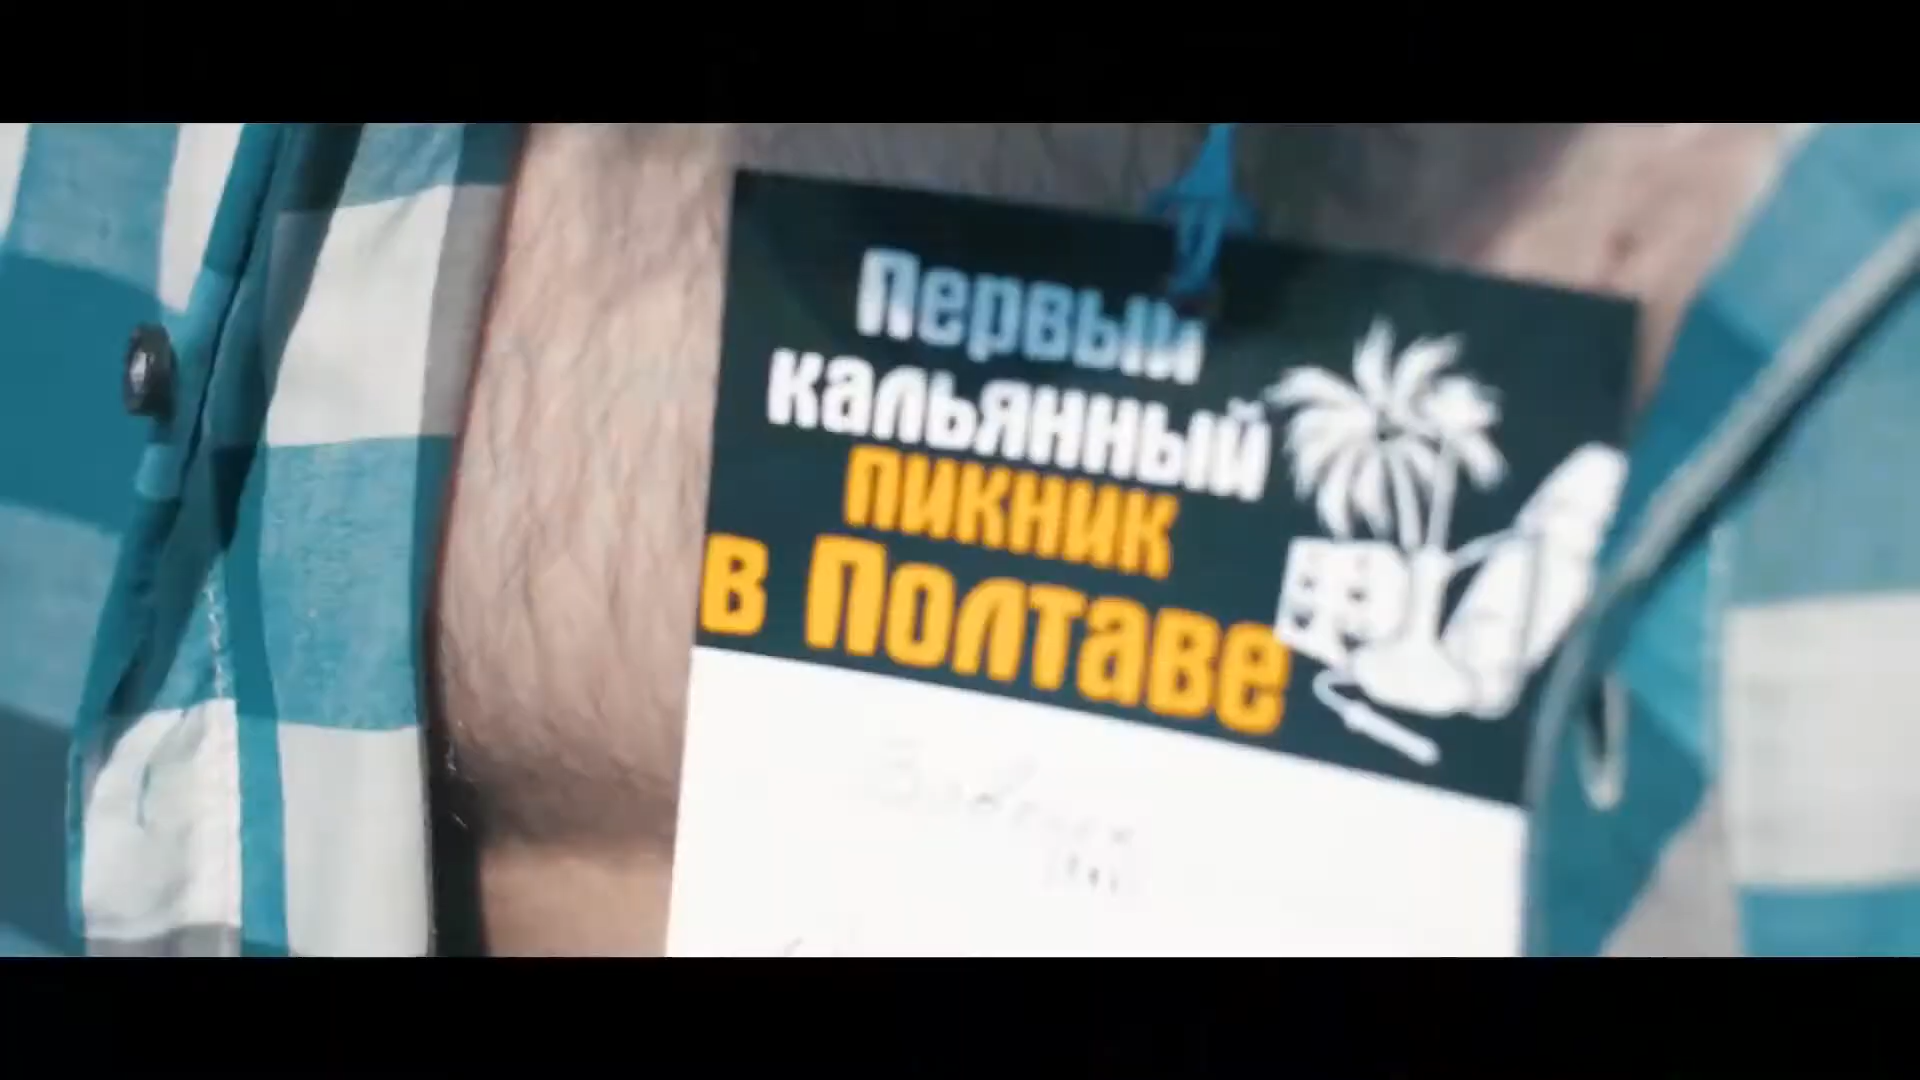 Первый
кальянный
пикник
в Полтаве